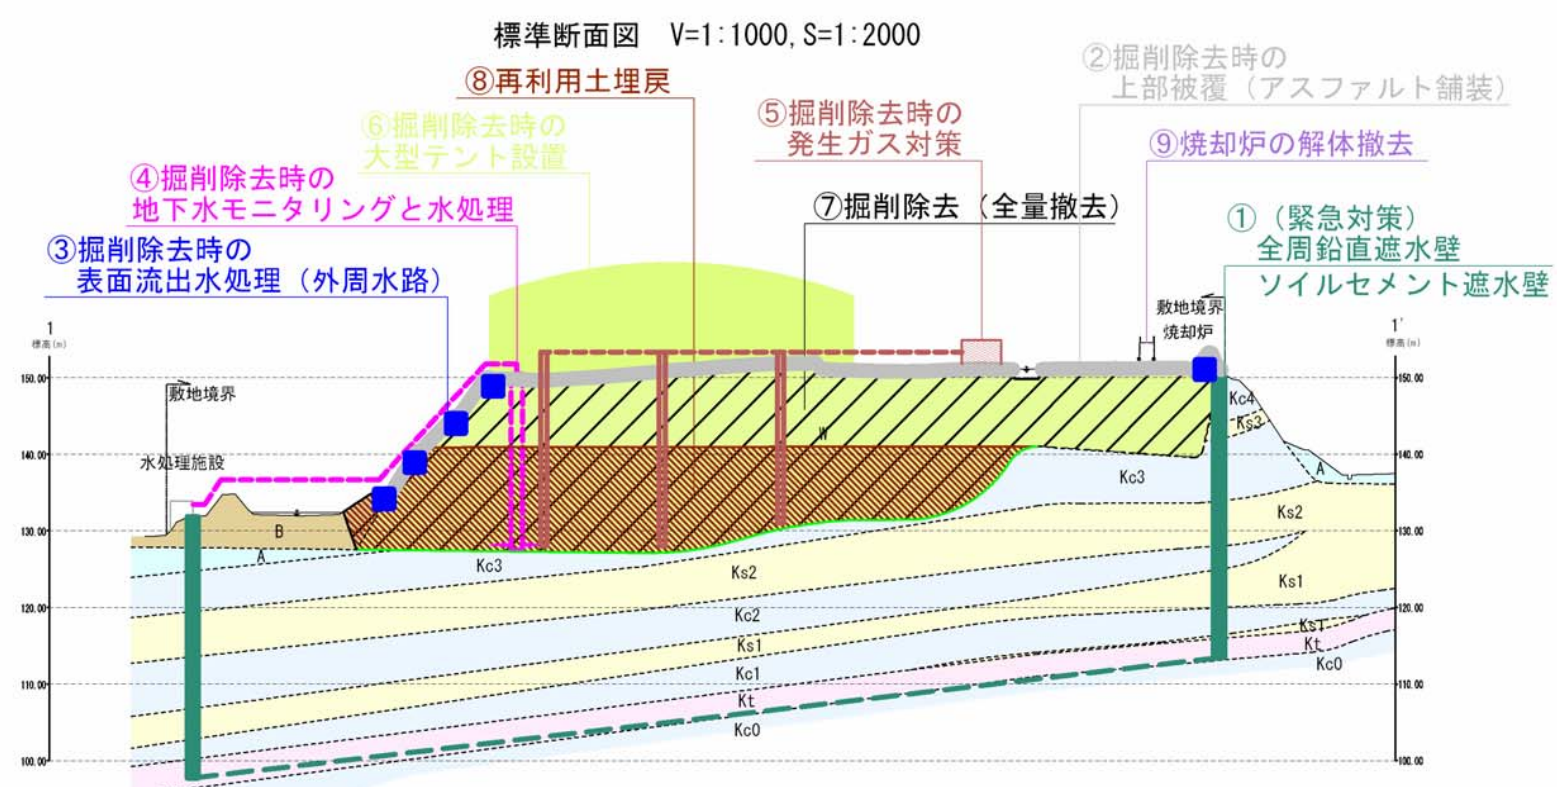 標準断面図 V=1:1000, S=1:2000
②掘削除去時の
上部被覆（アスファルト舗装）
⑧再利用土埋戻
⑤掘削除去時の
発生ガス対策
⑥掘削除去時の
大型テント設置
⑨焼却炉の解体撤去
④掘削除去時の
地下水モニタリングと水処理
⑦掘削除去（全量撤去）
①（緊急対策）
全周鉛直遮水壁
ソイルセメント遮水壁
③掘削除去時の
表面流出水処理（外周水路）
敷地境界
焼却炉
1
標高(m)
1'
標高(m)
150.00
150.00
敷地境界
Kc4
Ks3
W
140.00
140.00
水処理施設
Kc3
A
Ks2
130.00
130.00
B
A
Kc3
Ks2
Ks1
120.00
120.00
Kc2
Ks1
Ks1
Kt
Kc0
Kc1
110.00
110.00
Kt
Kc0
100.00
100.00